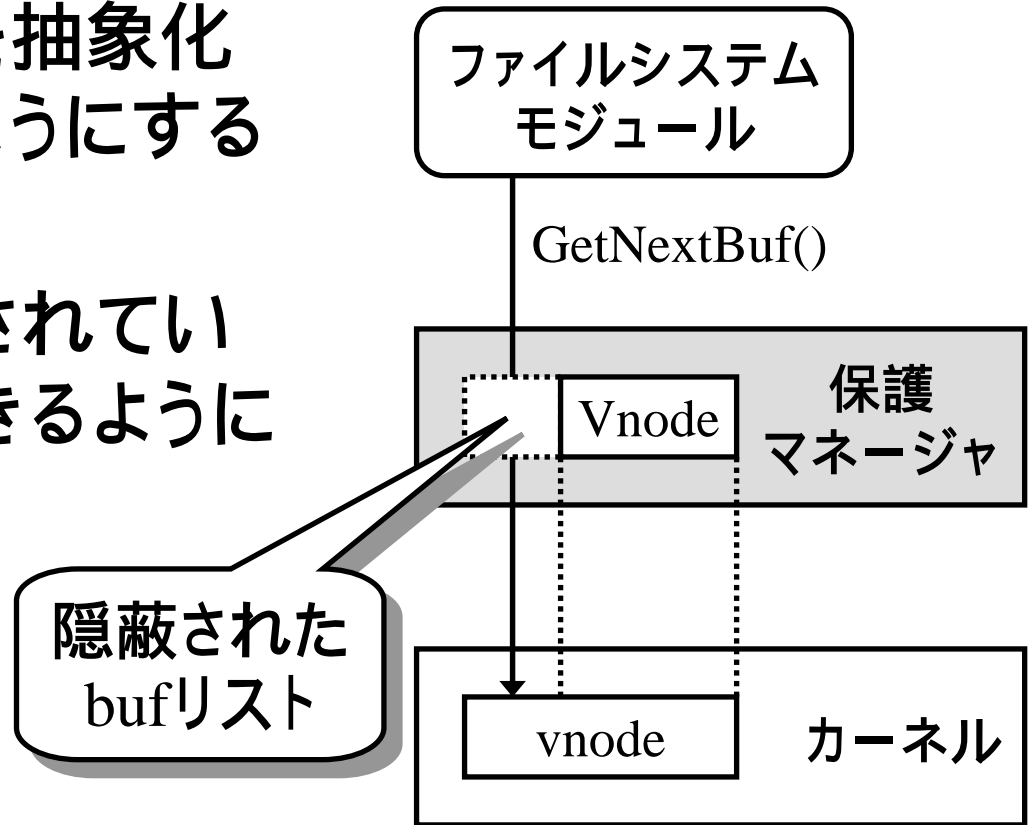 抽象化
うにする
されてい
きるように
ファイルシステム
モジュール
GetNextBuf()
Vnode
保護
マネージャ
隠蔽された
bufリスト
vnode
カーネル